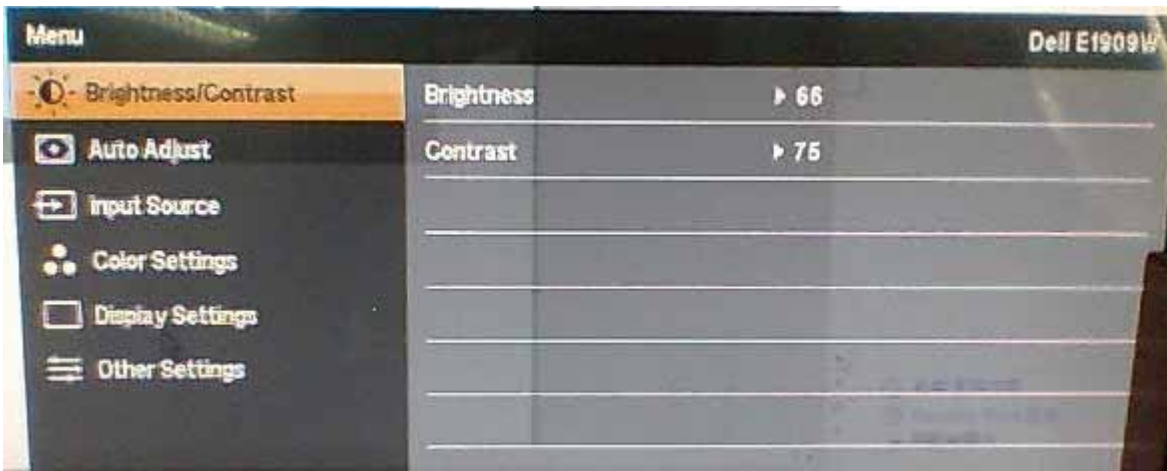 Menu
Dell E1909W
Brightness/Contrast
Brightness 66
Contrast 75
Auto Adjust
Input Source
Color Settings
Display Settings
Other Settings